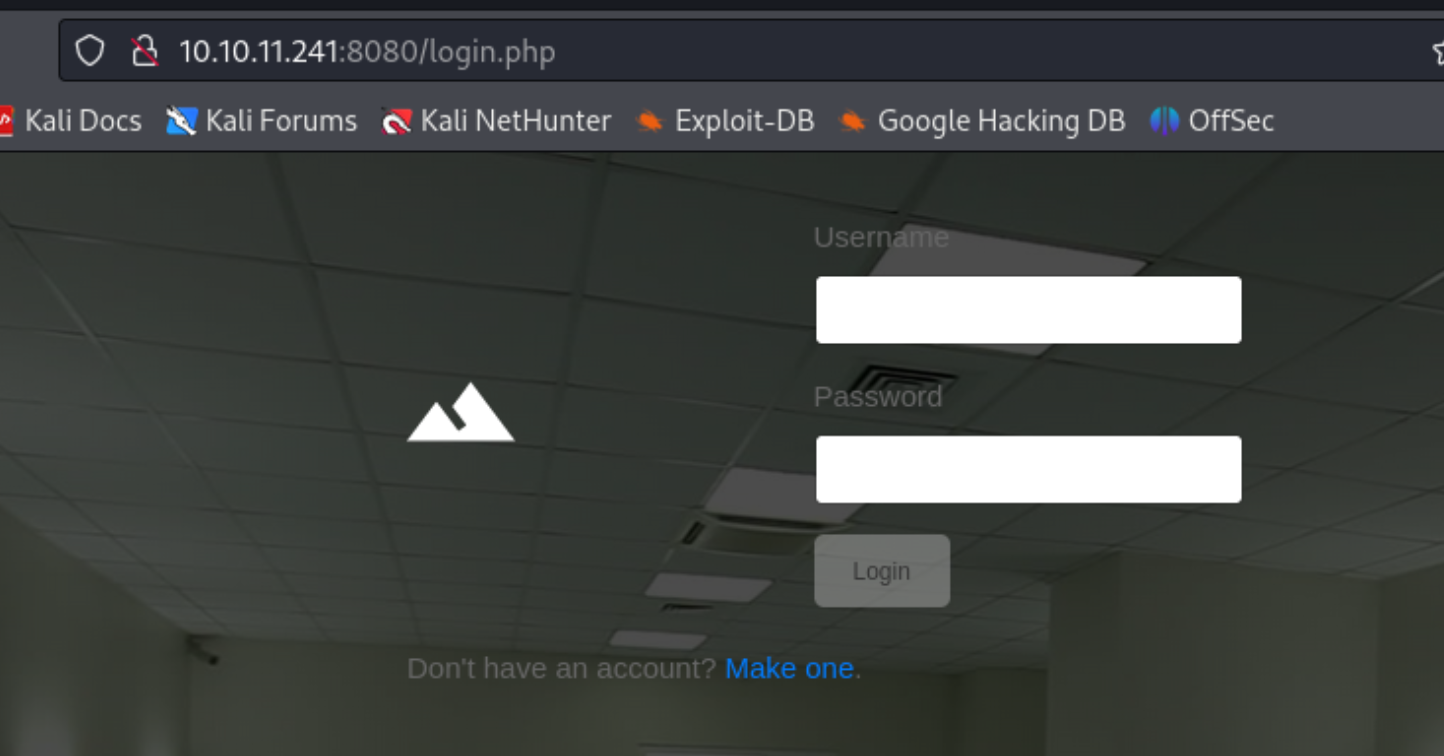 10.10.11.241:8080/login.php
Kali Docs Kali Forums Kali NetHunter Exploit-DB Google Hacking DB OffSec
Username
Password
Login
Don't have an account? Make one.